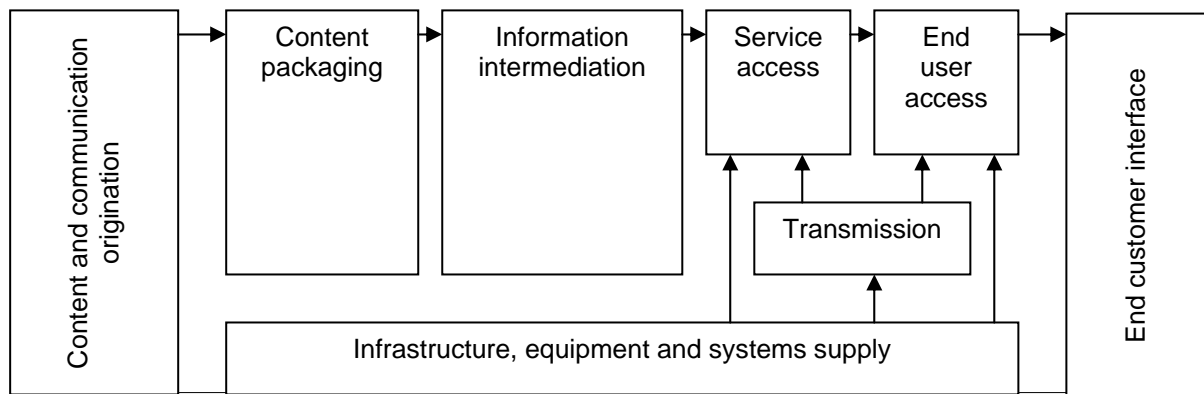 Content and communication
origination
Content
packaging
Information
intermediation
Service
access
End
user
access
Transmission
Infrastructure, equipment and systems supply
End customer interface